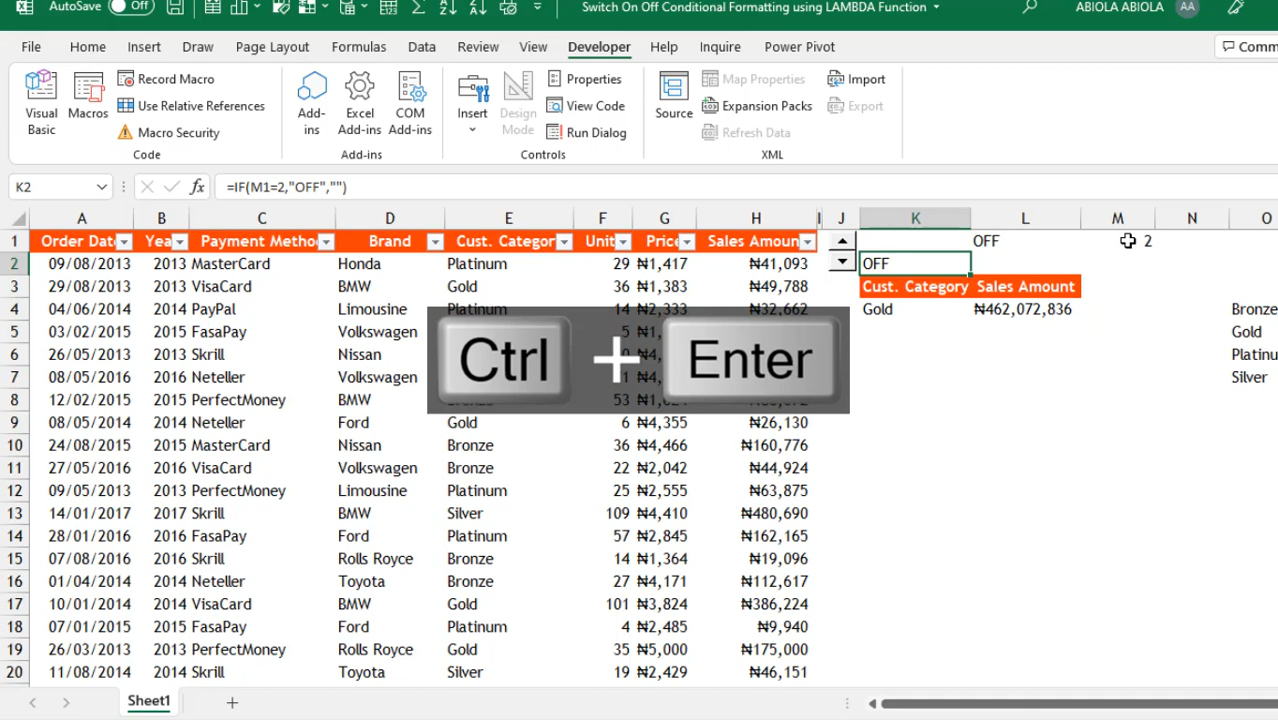 AutoSave Off Switch On Off Conditional Formatting using LAMBDA Function ABIOLA ABIOLA AA
File Home Insert Draw Page Layout Formulas Data Review View Developer Help Inquire Power Pivot Comm
Visual Basic
Macros
Record Macro
Use Relative References
Macro Security
Code
Add-ins
Excel Add-ins
COM Add-ins
Add-ins
Insert
Design Mode
Properties
View Code
Run Dialog
Controls
Source
Map Properties
Expansion Packs
Refresh Data
Import
Export
XML
K2 fx =IF(M1=2,"OFF","")
A B C D E F G H I J K L M N O
1 Order Date Yea Payment Metho Brand Cust. Categor Unit Price Sales Amoun OFF 2
2 09/08/2013 2013 MasterCard Honda Platinum 29 ₦1,417 ₦41,093 OFF
3 29/08/2013 2013 VisaCard BMW Gold 36 ₦1,383 ₦49,788 Cust. Category Sales Amount
4 04/06/2014 2014 PayPal Limousine Platinum 14 ₦2,333 ₦32,662 Gold ₦462,072,836 Bronze
5 03/02/2015 2015 FasaPay Volkswagen 5 Gold
6 26/05/2013 2013 Skrill Nissan Platinu
7 08/05/2016 2016 Neteller Volkswagen Silver
8 12/02/2015 2015 PerfectMoney BMW 53
9 08/05/2014 2014 Neteller Ford Gold 6 ₦4,355 ₦26,130
10 24/08/2015 2015 MasterCard Nissan Bronze 36 ₦4,466 ₦160,776
11 27/05/2016 2016 VisaCard Volkswagen Bronze 22 ₦2,042 ₦44,924
12 09/05/2013 2013 PerfectMoney Limousine Platinum 25 ₦2,555 ₦63,875
13 14/01/2017 2017 Skrill BMW Silver 109 ₦4,410 ₦480,690
14 28/01/2016 2016 FasaPay Ford Platinum 57 ₦2,845 ₦162,165
15 07/08/2016 2016 Skrill Rolls Royce Bronze 14 ₦1,364 ₦19,096
16 01/04/2014 2014 Neteller Toyota Bronze 27 ₦4,171 ₦112,617
17 10/01/2014 2014 VisaCard BMW Gold 101 ₦3,824 ₦386,224
18 07/01/2015 2015 FasaPay Ford Platinum 4 ₦2,485 ₦9,940
19 26/03/2013 2013 PerfectMoney Rolls Royce Gold 35 ₦5,000 ₦175,000
20 11/08/2014 2014 Skrill Toyota Silver 19 ₦2,429 ₦46,151
Ctrl + Enter
Sheet1